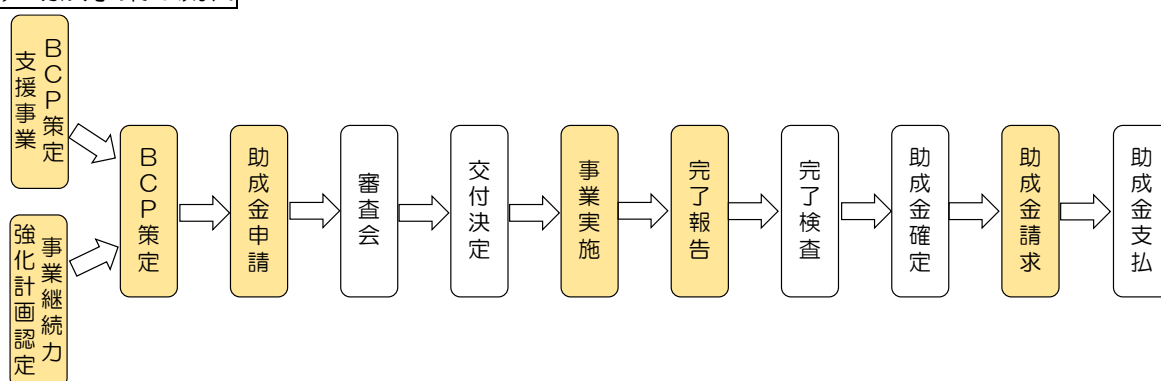 BCP策定
支援事業
事業継続力
強化計画認定
BCP策定
助成金申請
審査会
交付決定
事業実施
完了報告
完了検査
助成金確定
助成金請求
助成金支払